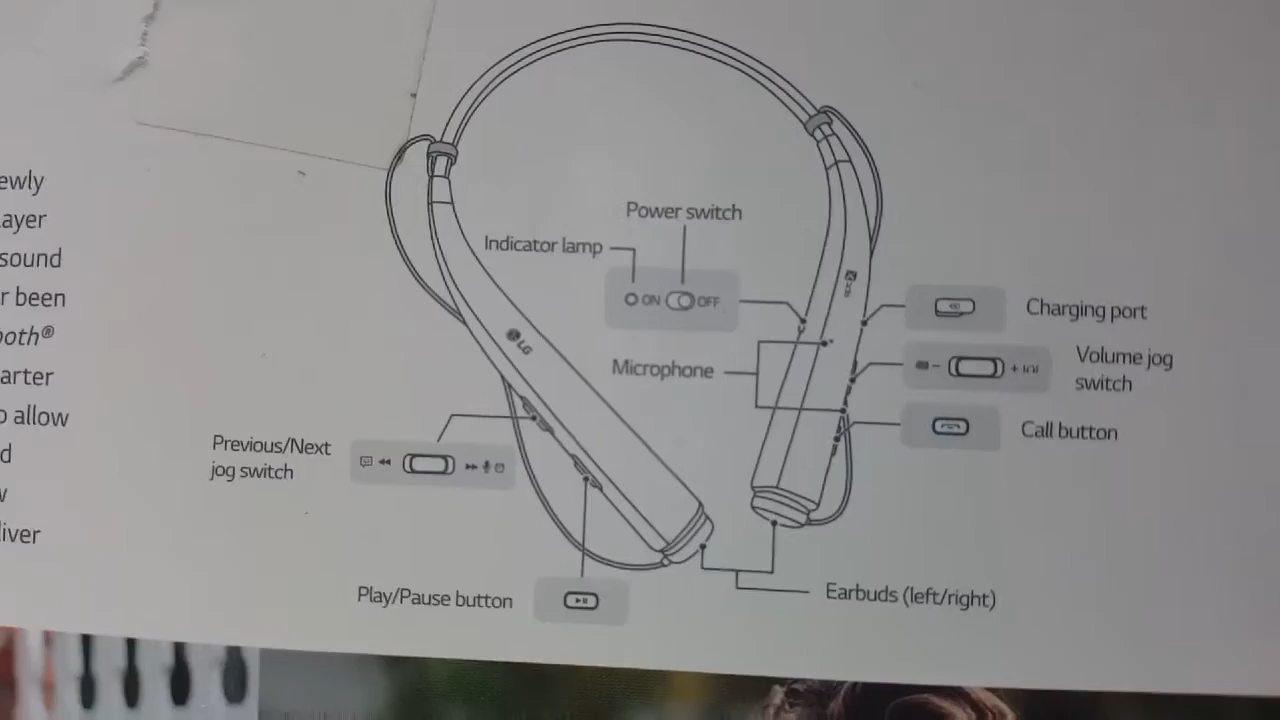 ewly
ayer
sound
r been
ooth®
arter
o allow
d
liver
Power switch
Indicator lamp
ON OFF
Charging port
Microphone
Volume jog
switch
- +
LG
Call button
Previous/Next
jog switch
Play/Pause button
Earbuds (left/right)